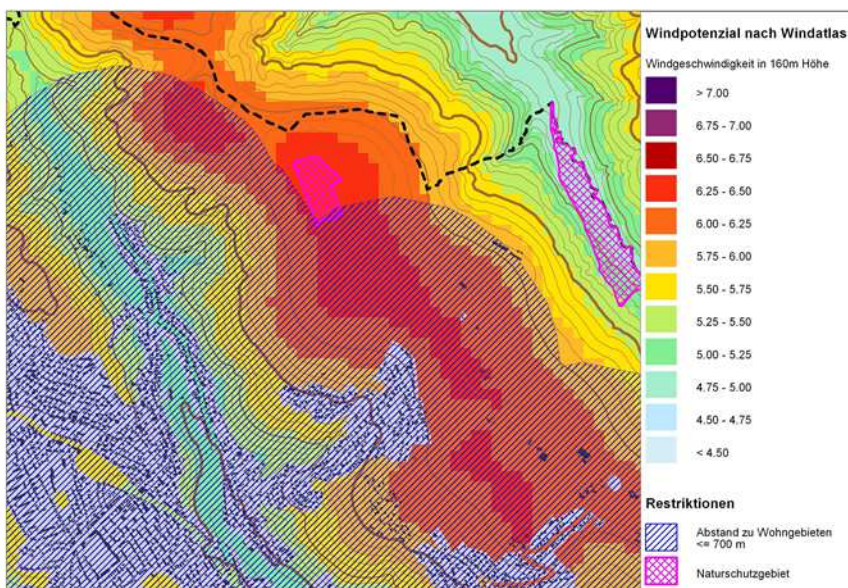 Windpotenzial nach Windatlas
Windgeschwindigkeit in 160m Höhe
> 7.00
6.75 - 7.00
6.50 - 6.75
6.25 - 6.50
6.00 - 6.25
5.75 - 6.00
5.50 - 5.75
5.25 - 5.50
5.00 - 5.25
4.75 - 5.00
4.50 - 4.75
< 4.50
Restriktionen
Abstand zu Wohngebieten
<= 700 m
Naturschutzgebiet